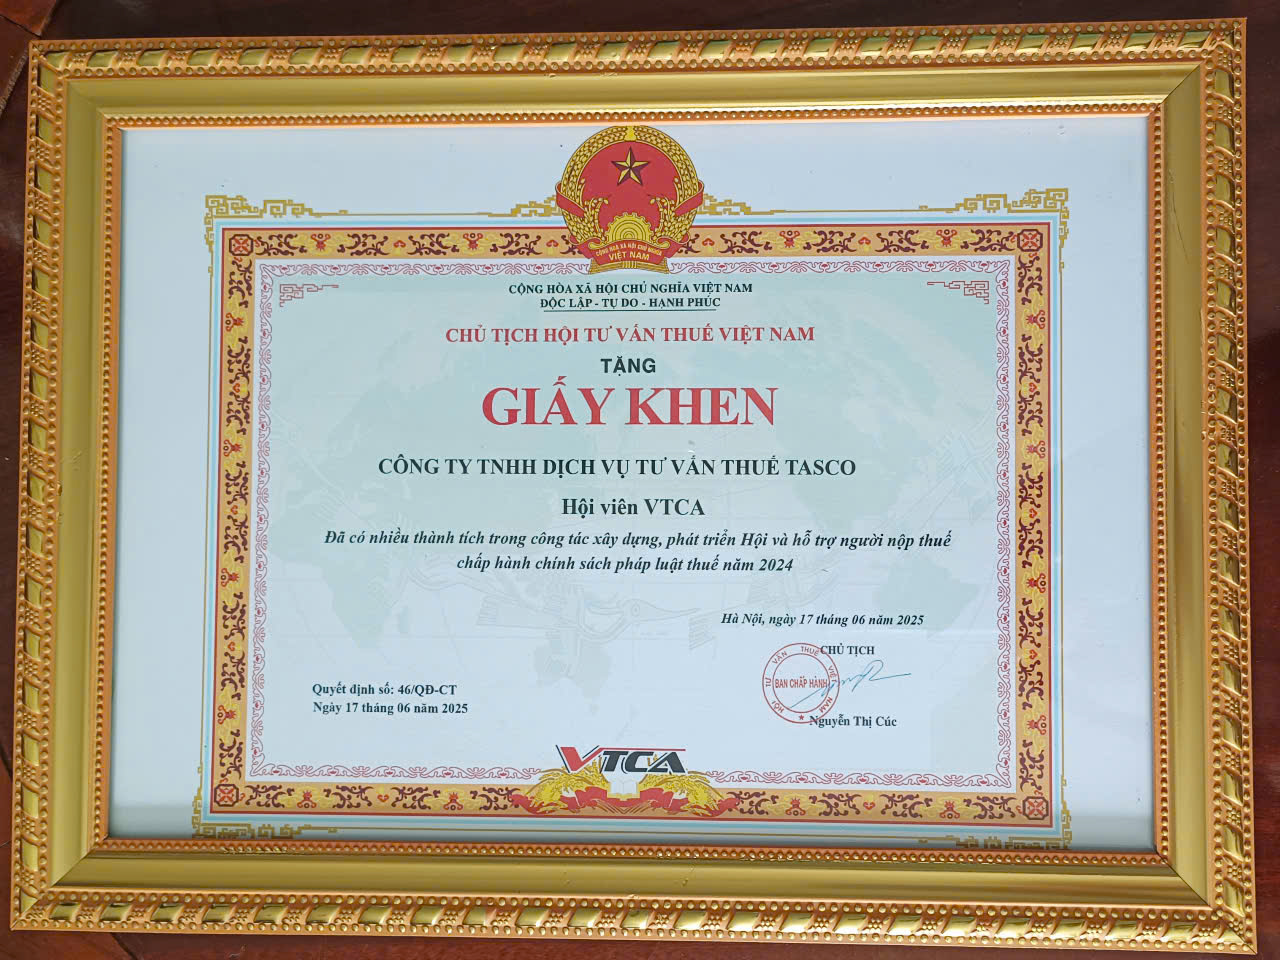 CỘNG HÒA XÃ HỘI CHỦ NGHĨA
VIỆT NAM
CỘNG HÒA XÃ HỘI CHỦ NGHĨA VIỆT NAM
ĐỘC LẬP - TỰ DO - HẠNH PHÚC
CHỦ TỊCH HỘI TƯ VẤN THUẾ VIỆT NAM
TẶNG
GIẤY KHEN
CÔNG TY TNHH DỊCH VỤ TƯ VẤN THUẾ TASCO
Hội viên VTCA
Đã có nhiều thành tích trong công tác xây dựng, phát triển Hội và hỗ trợ người nộp thuế
chấp hành chính sách pháp luật thuế năm 2024
Hà Nội, ngày 17 tháng 06 năm 2025
CHỦ TỊCH
HỘI TƯ VẤN THUẾ VIỆT NAM
BAN CHẤP HÀNH
Nguyễn Thị Cúc
Quyết định số: 46/QĐ-CT
Ngày 17 tháng 06 năm 2025
VTCA